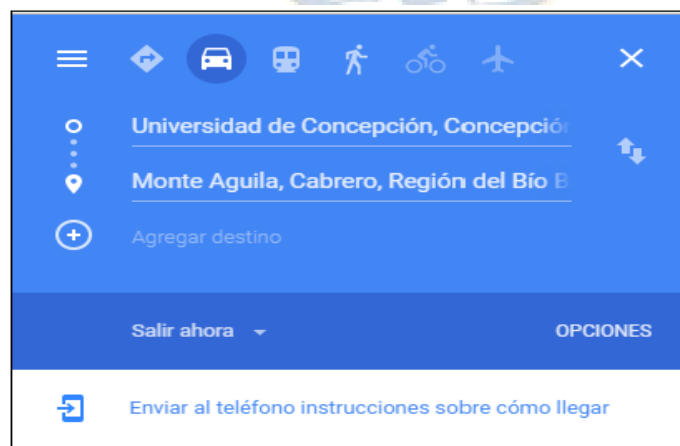 Universidad de Concepción, Concepción
Monte Aguila, Cabrero, Región del Bío B
Agregar destino
Salir ahora
OPCIONES
Enviar al teléfono instrucciones sobre cómo llegar